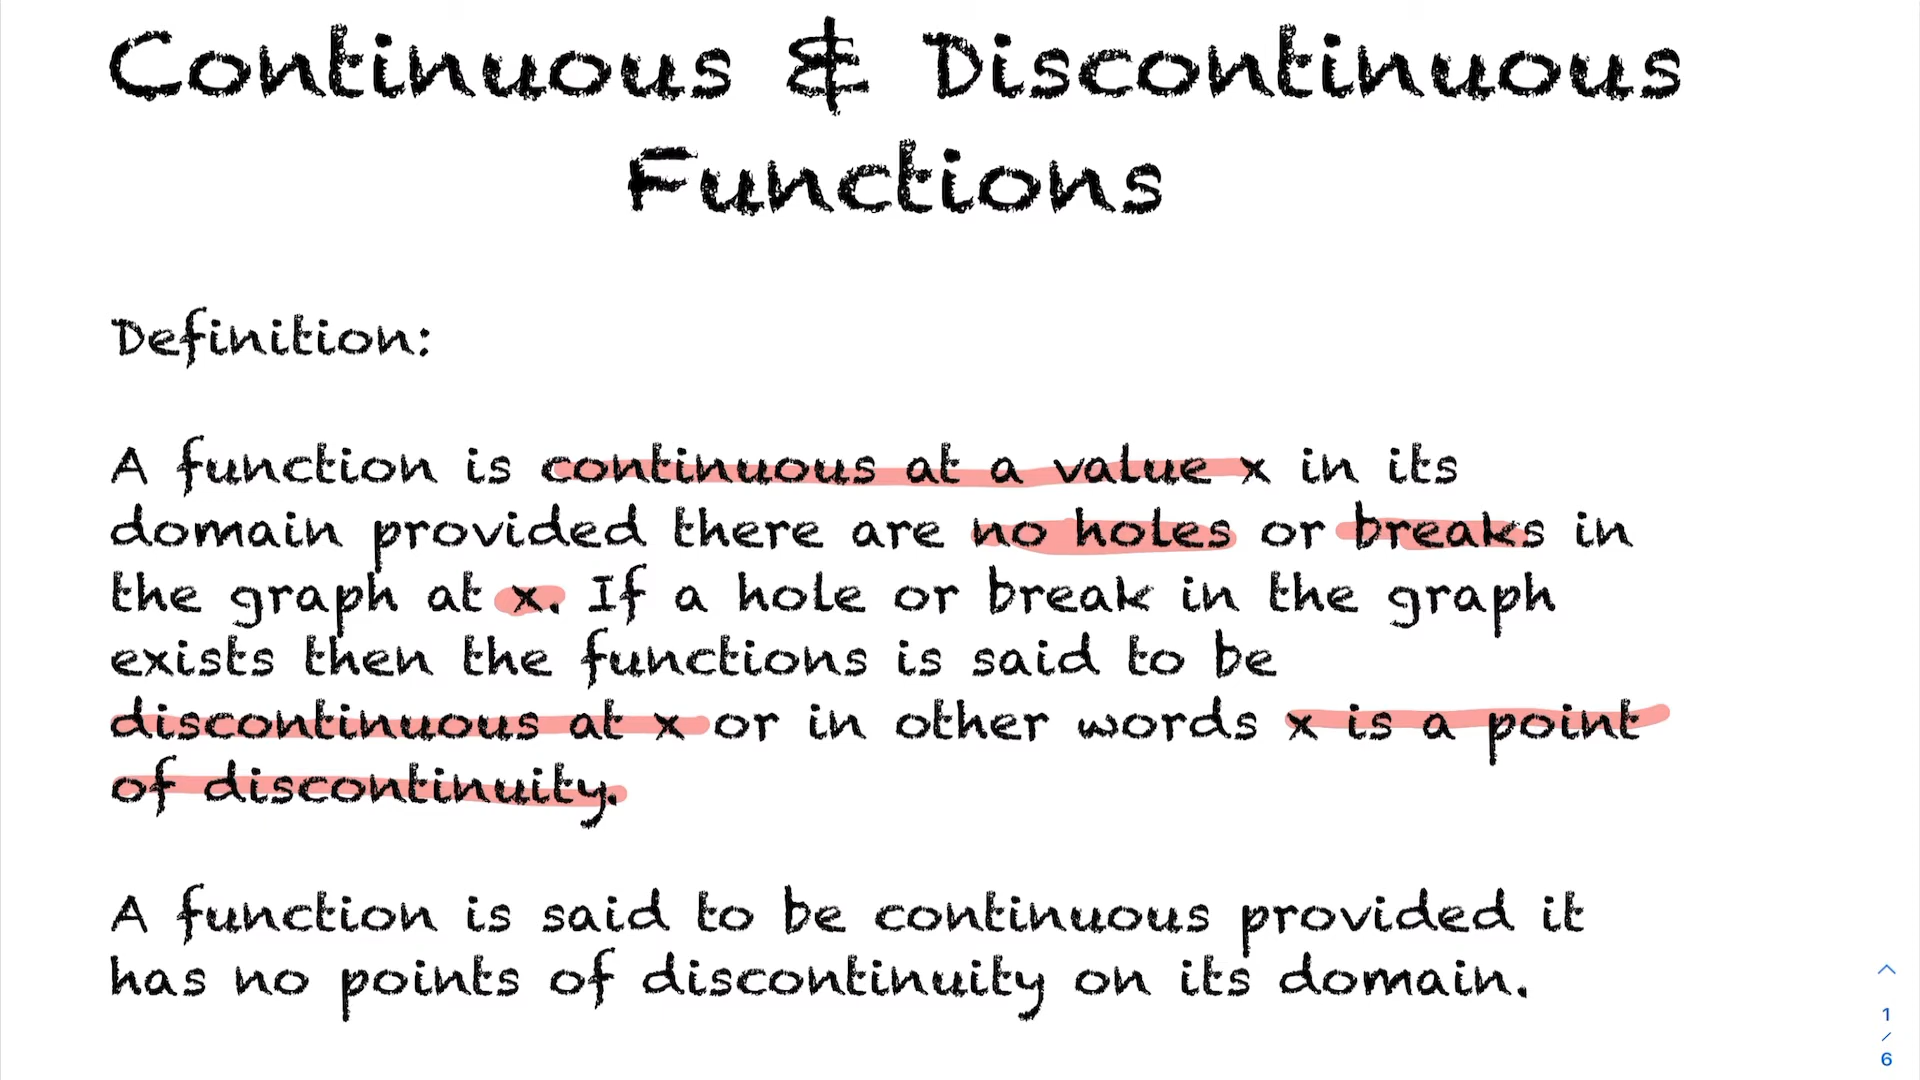 Continuous & Discontinuous
Functions
Definition:
A function is continuous at a value x in its
domain provided there are no holes or breaks in
the graph at x. If a hole or break in the graph
exists then the functions is said to be
discontinuous at x or in other words x is a point
of discontinuity.
A function is said to be continuous provided it
has no points of discontinuity on its domain.
1
/
6